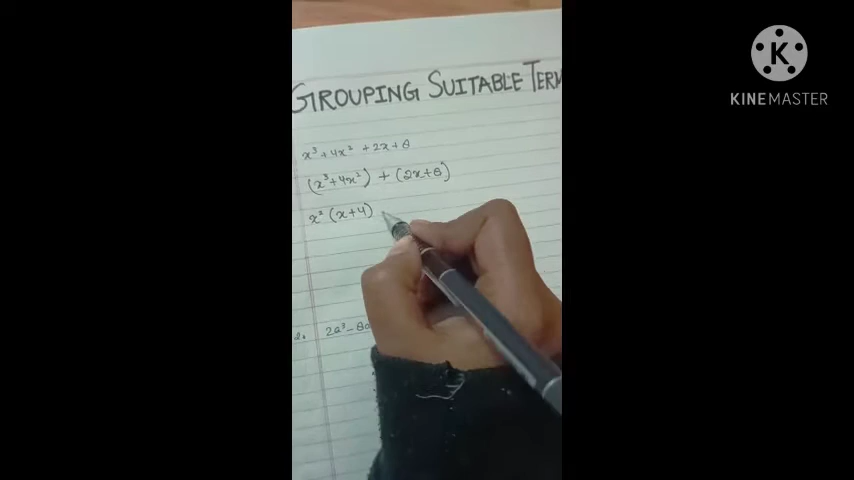 KINEMASTER
GROUPING SUITABLE TERM
x³ + 4x² + 2x + 8
(x³ + 4x²) + (2x + 8)
x² (x + 4)
2a³ - 8a